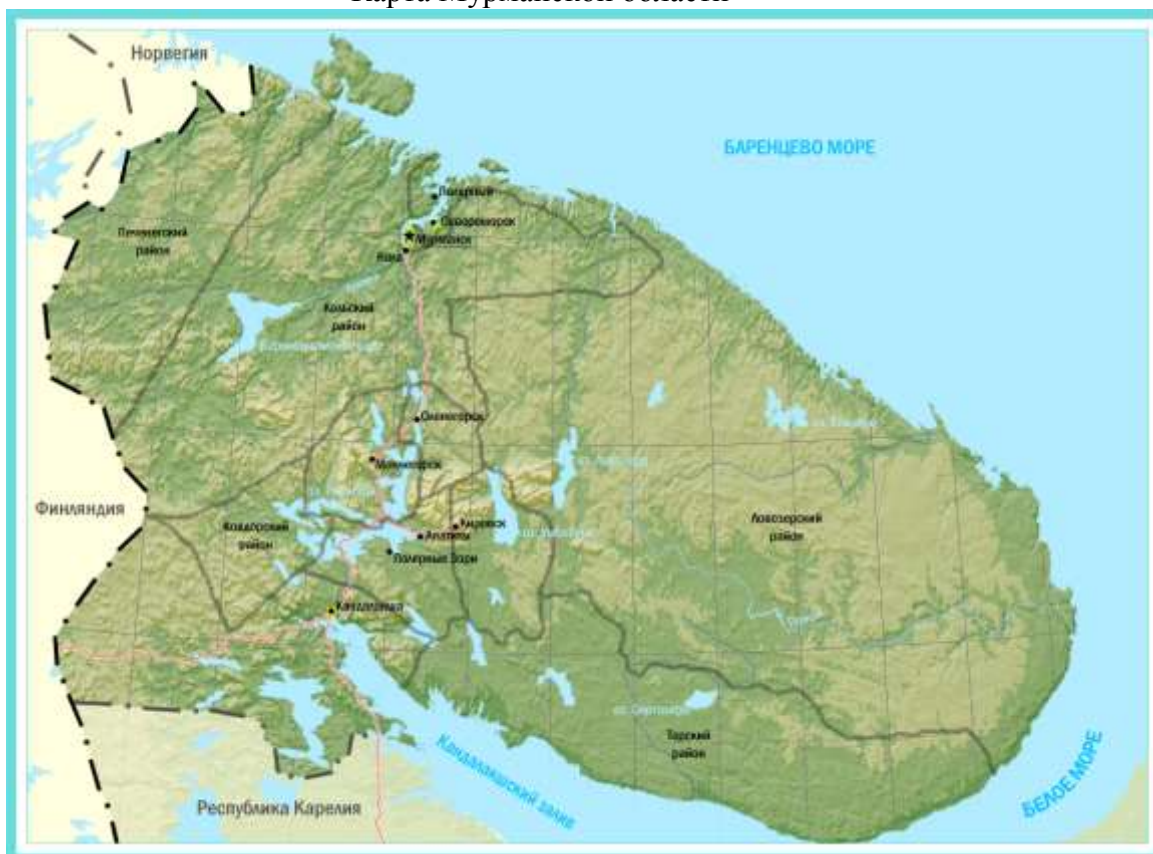 Карта Мурманской области
Норвегия
БАРЕНЦЕВО МОРЕ
Полярный
Североморск
Мурманск
Кола
Печенегский
район
Кольский
район
Оленегорск
Мончегорск
Финляндия
Ковдорский
район
Кировск
Апатиты
Полярные Зори
Ловозерский
район
Кандалакша
Терский
район
Кандалакшский залив
БЕЛОЕ МОРЕ
Республика Карелия